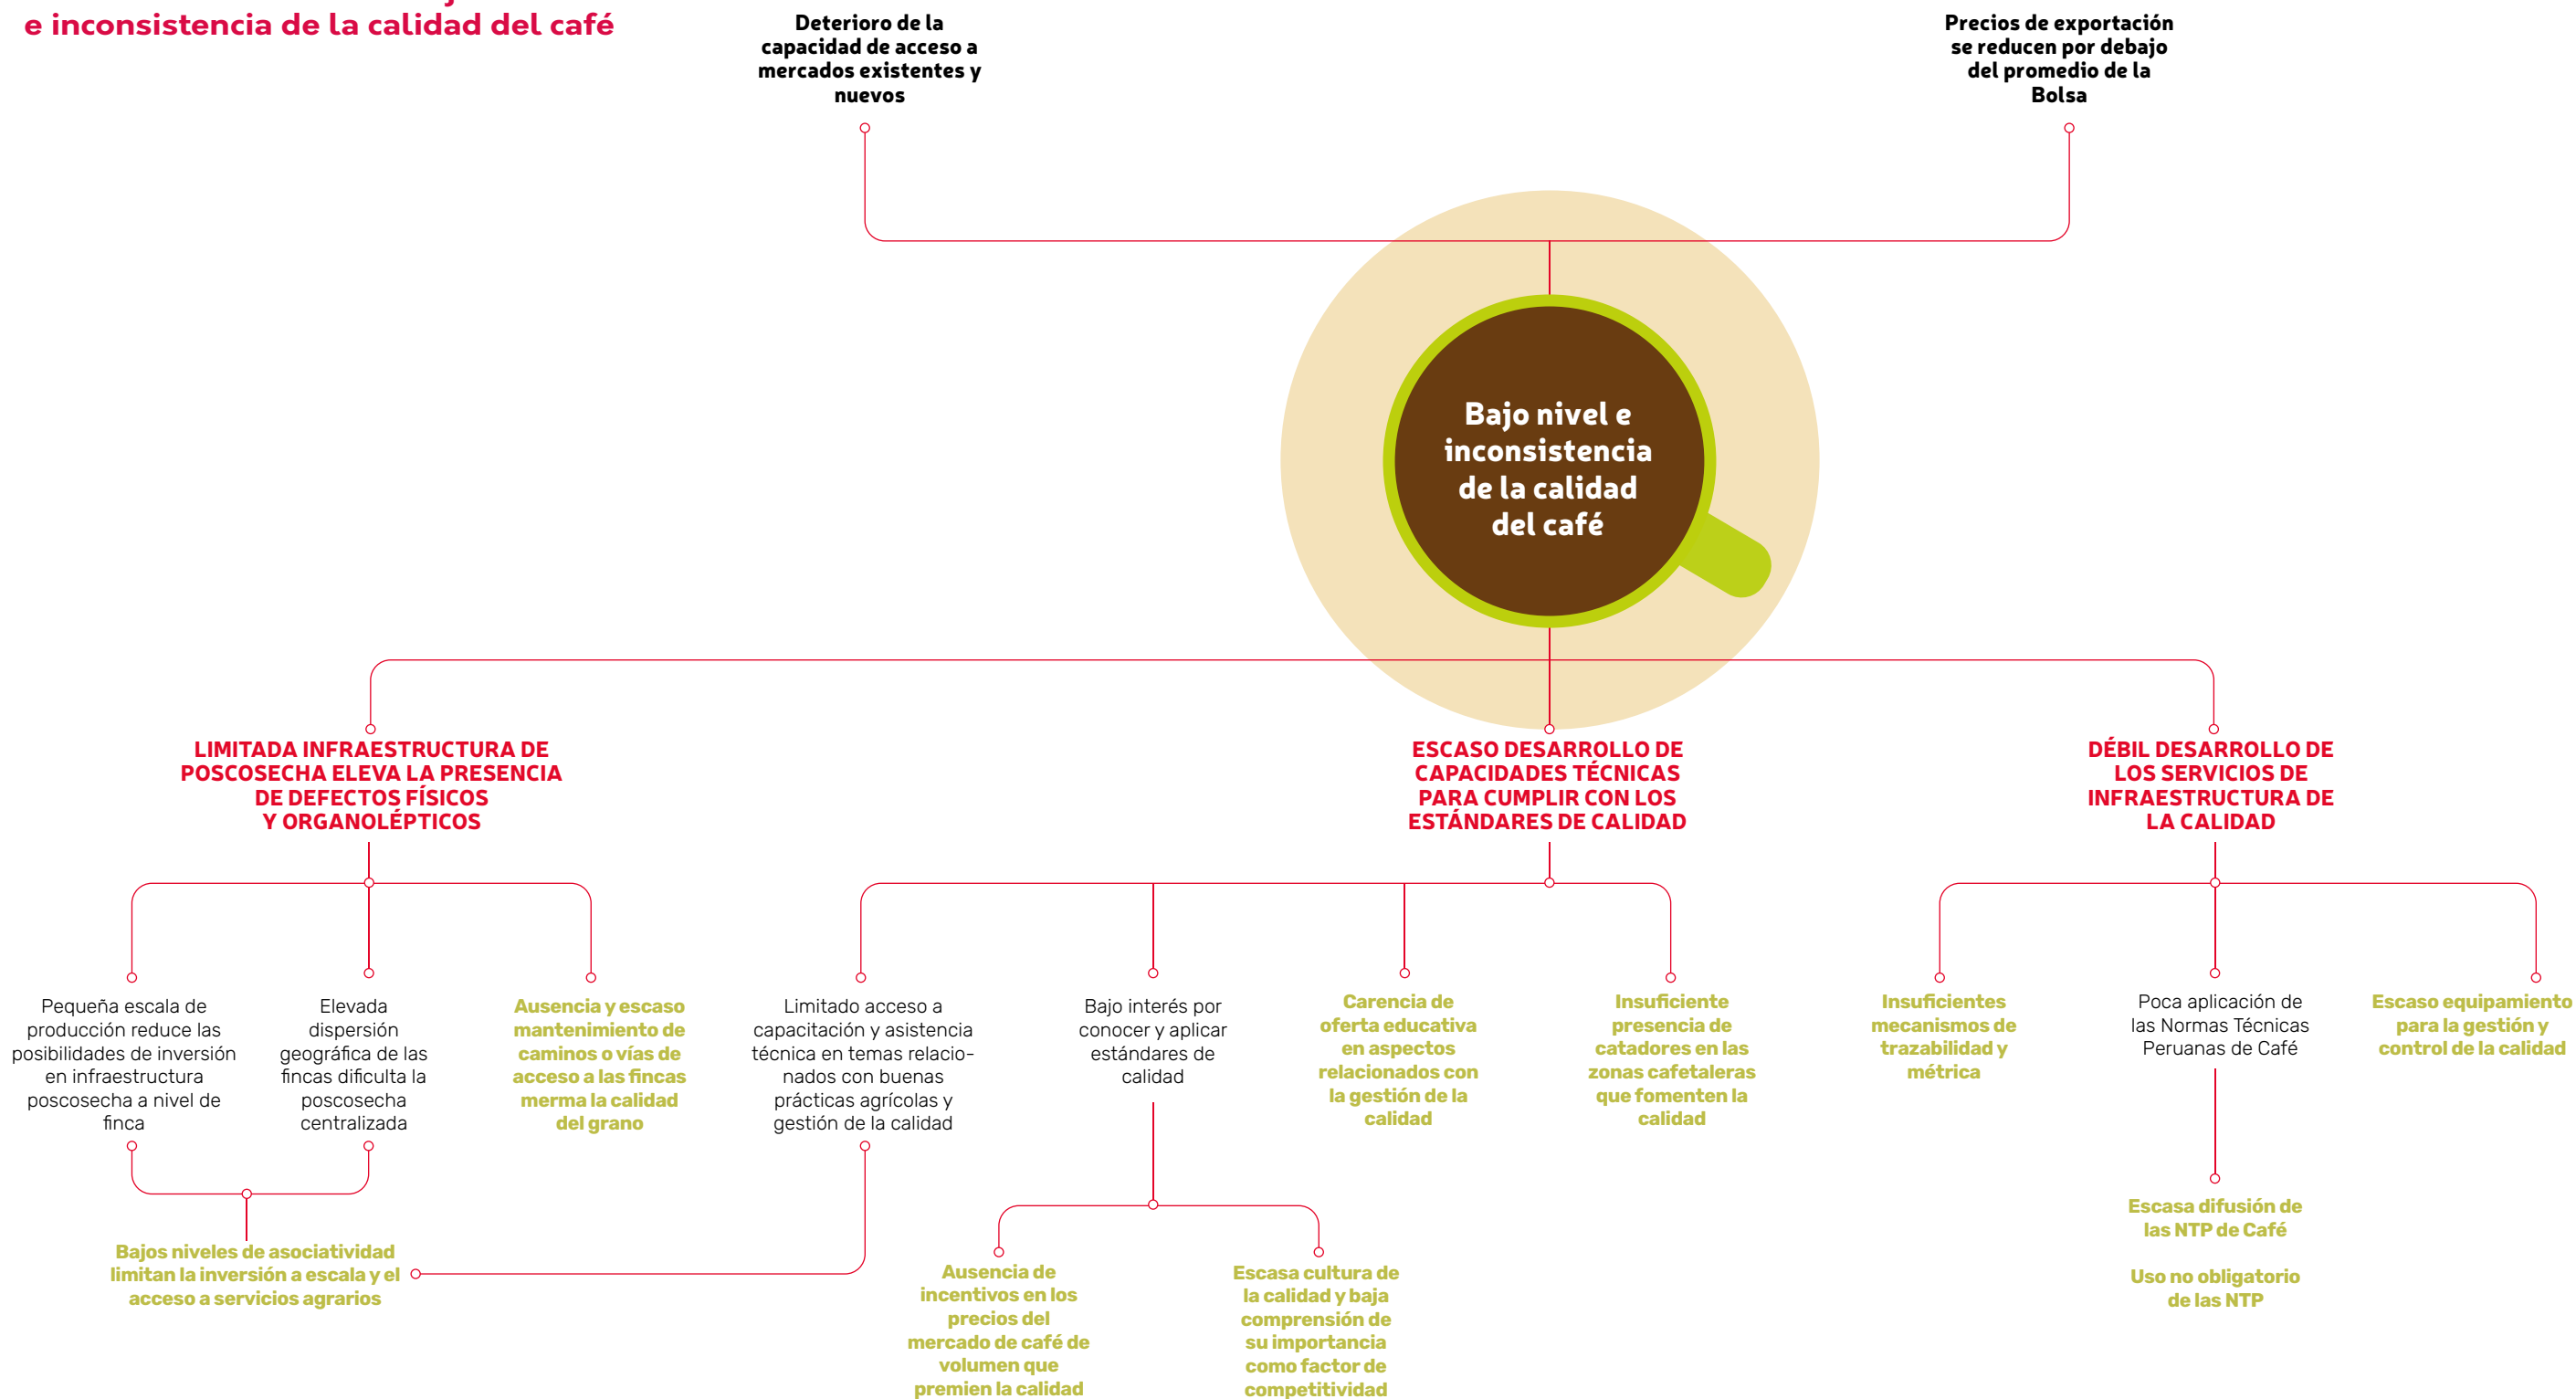 e inconsistencia de la calidad del café
Deterioro de la
capacidad de acceso a
mercados existentes y
nuevos
Precios de exportación
se reducen por debajo
del promedio de la
Bolsa
Bajo nivel e
inconsistencia
de la calidad
del café
LIMITADA INFRAESTRUCTURA DE
POSCOSECHA ELEVA LA PRESENCIA
DE DEFECTOS FÍSICOS
Y ORGANOLÉPTICOS
ESCASO DESARROLLO DE
CAPACIDADES TÉCNICAS
PARA CUMPLIR CON LOS
ESTÁNDARES DE CALIDAD
DÉBIL DESARROLLO DE
LOS SERVICIOS DE
INFRAESTRUCTURA DE
LA CALIDAD
Pequeña escala de
producción reduce las
posibilidades de inversión
en infraestructura
poscosecha a nivel de
finca
Elevada
dispersión
geográfica de las
fincas dificulta la
poscosecha
centralizada
Ausencia y escaso
mantenimiento de
caminos o vías de
acceso a las fincas
merma la calidad
del grano
Limitado acceso a
capacitación y asistencia
técnica en temas relacio-
nados con buenas
prácticas agrícolas y
gestión de la calidad
Bajo interés por
conocer y aplicar
estándares de
calidad
Carencia de
oferta educativa
en aspectos
relacionados con
la gestión de la
calidad
Insuficiente
presencia de
catadores en las
zonas cafetaleras
que fomenten la
calidad
Insuficientes
mecanismos de
trazabilidad y
métrica
Poca aplicación de
las Normas Técnicas
Peruanas de Café
Escaso equipamiento
para la gestión y
control de la calidad
Bajos niveles de asociatividad
limitan la inversión a escala y el
acceso a servicios agrarios
Ausencia de
incentivos en los
precios del
mercado de café de
volumen que
premien la calidad
Escasa cultura de
la calidad y baja
comprensión de
su importancia
como factor de
competitividad
Escasa difusión de
las NTP de Café
Uso no obligatorio
de las NTP